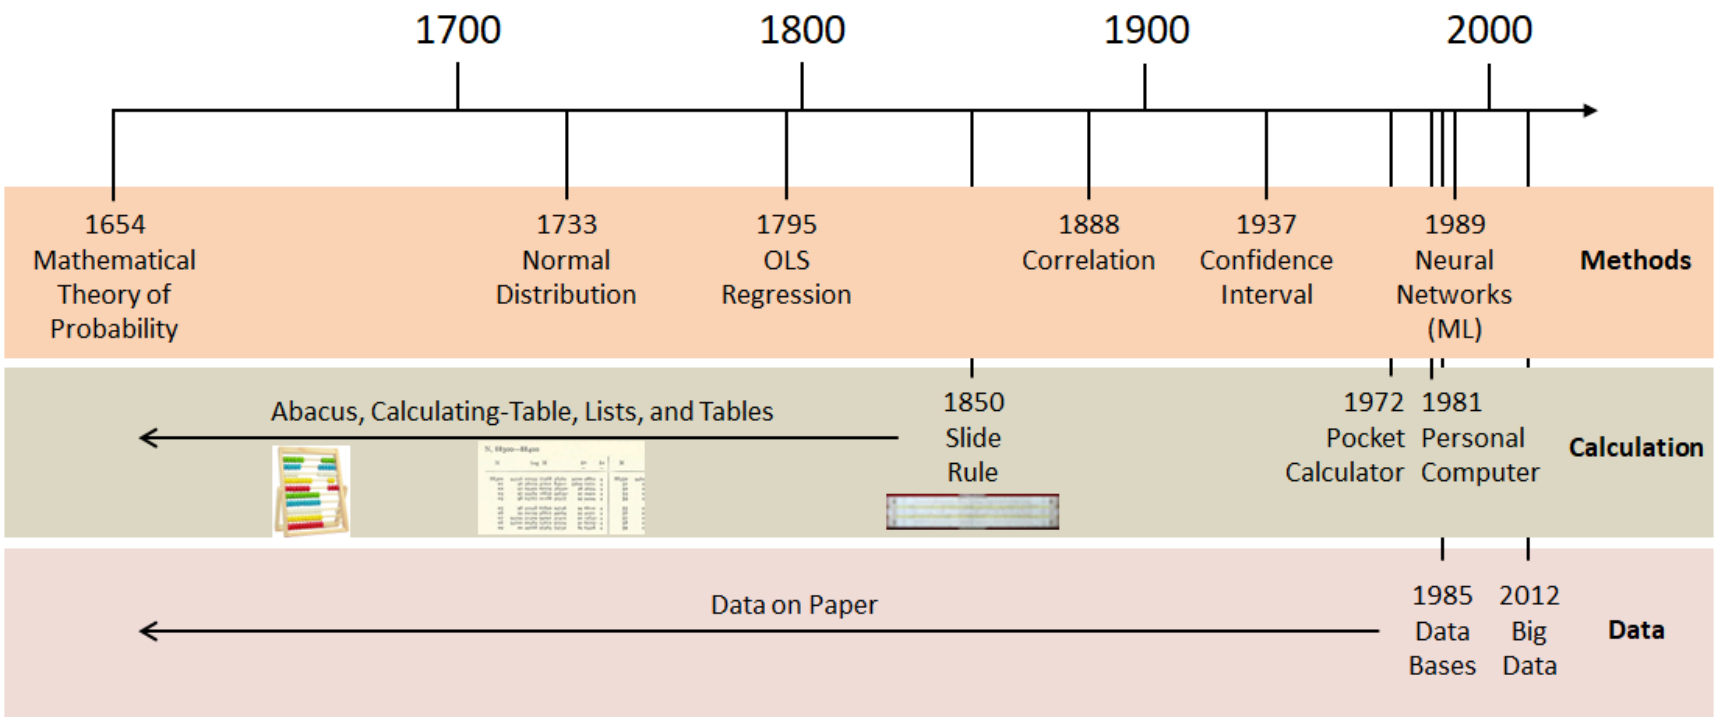 1700
1800
1900
2000
1654
Mathematical
Theory of
Probability
1733
Normal
Distribution
1795
OLS
Regression
1888
Correlation
1937
Confidence
Interval
1989
Neural
Networks
(ML)
Methods
Abacus, Calculating-Table, Lists, and Tables
1850
Slide
Rule
1972
Pocket
Calculator
1981
Personal
Computer
Calculation
Data on Paper
1985
Data
Bases
2012
Big
Data
Data